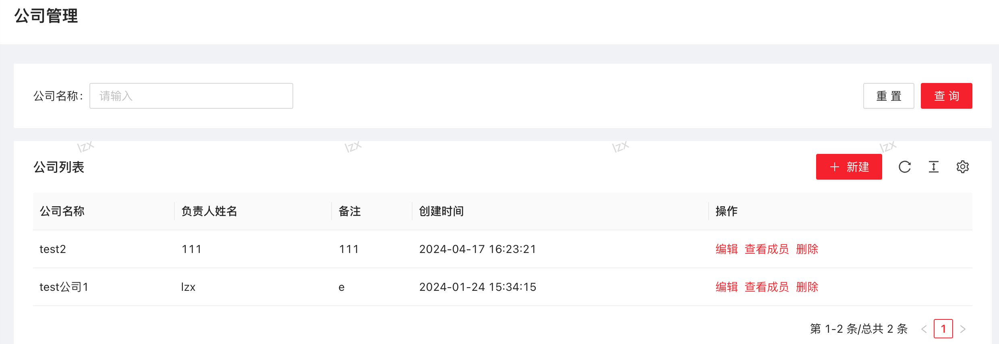 公司管理
公司名称: 请输入 重置 查询
lzx lzx lzx lzx
公司列表 新建
公司名称 负责人姓名 备注 创建时间 操作
test2 111 111 2024-04-17 16:23:21 编辑 查看成员 删除
test公司1 lzx e 2024-01-24 15:34:15 编辑 查看成员 删除
第 1-2 条/总共 2 条 < 1 >